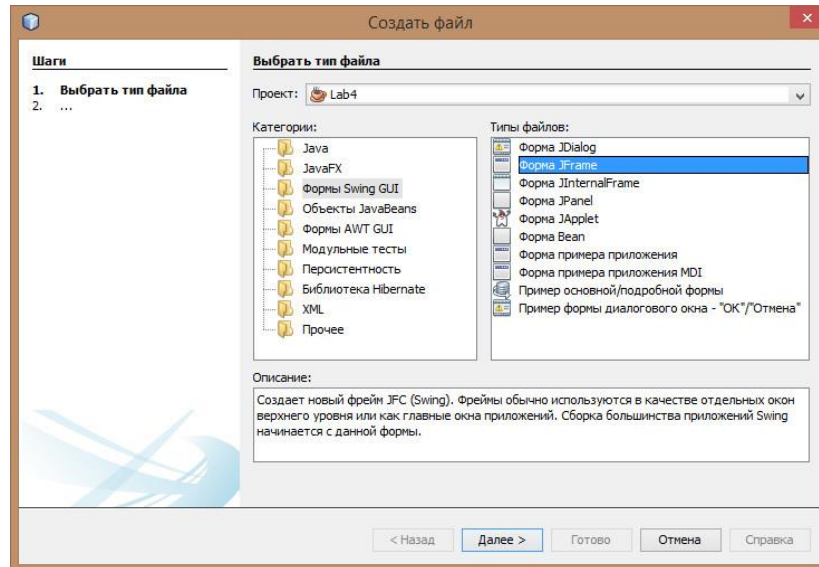 Создать файл
Шаги
1. Выбрать тип файла
2. ...
Выбрать тип файла
Проект: Lab4
Категории:
Java
JavaFX
Формы Swing GUI
Объекты JavaBeans
Формы AWT GUI
Модульные тесты
Персистентность
Библиотека Hibernate
XML
Прочее
Типы файлов:
Форма JDialog
Форма JFrame
Форма JInternalFrame
Форма JPanel
Форма JApplet
Форма Bean
Форма примера приложения
Форма примера приложения MDI
Пример основной/подробной формы
Пример формы диалогового окна - "ОК"/"Отмена"
Описание:
Создает новый фрейм JFC (Swing). Фреймы обычно используются в качестве отдельных окон
верхнего уровня или как главные окна приложений. Сборка большинства приложений Swing
начинается с данной формы.
< Назад
Далее >
Готово
Отмена
Справка